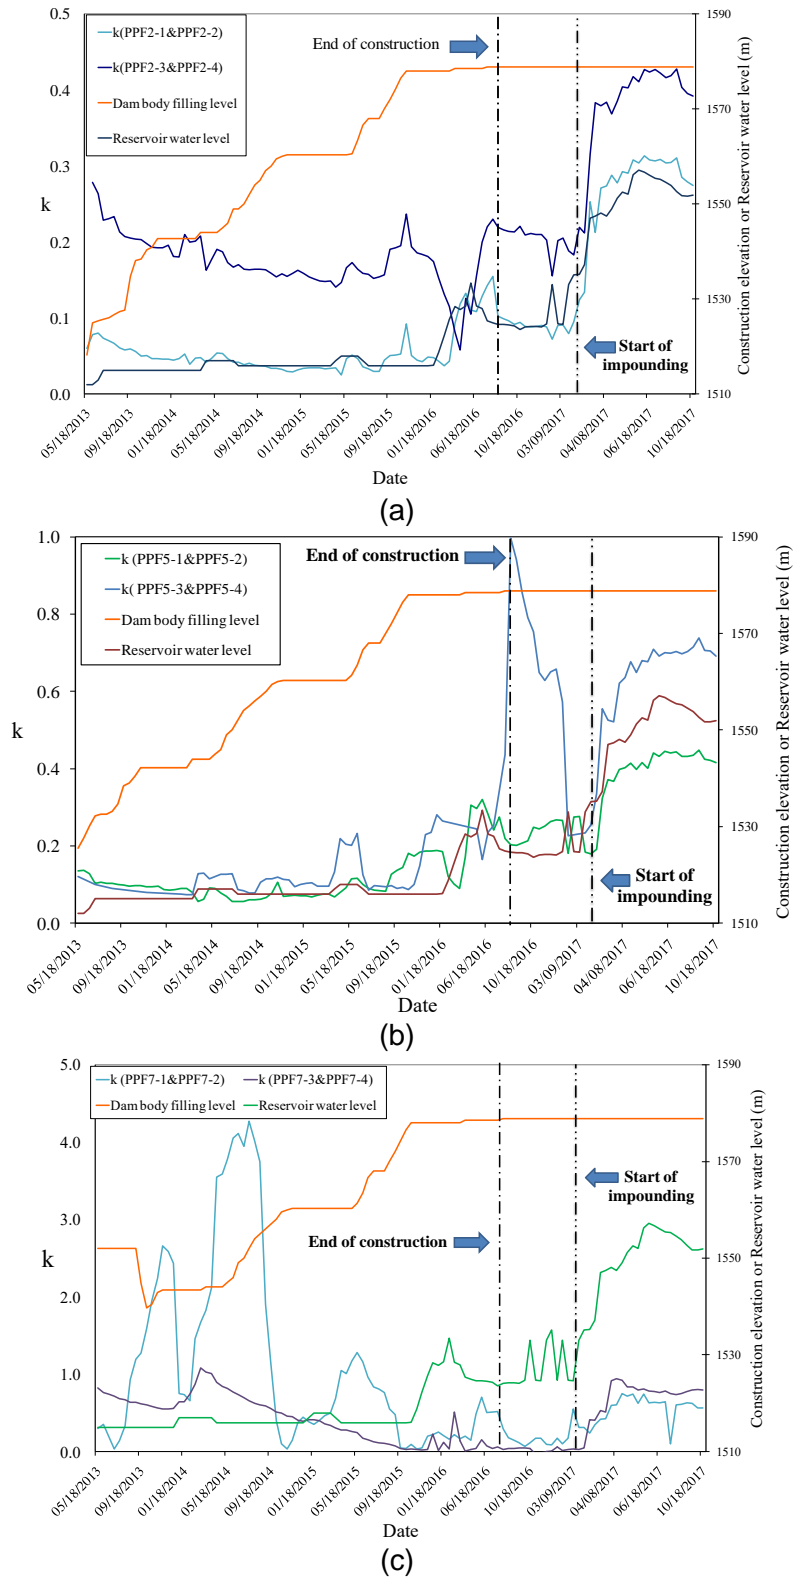 0.5
0.4
0.3
0.2
0.1
0.0
k
k(PPF2-1&PPF2-2)
k(PPF2-3&PPF2-4)
Dam body filling level
Reservoir water level
End of construction
Start of
impounding
1590
1570
1550
1530
1510
Construction elevation or Reservoir water level (m)
05/18/2013
09/18/2013
01/18/2014
05/18/2014
09/18/2014
01/18/2015
05/18/2015
09/18/2015
01/18/2016
06/18/2016
10/18/2016
03/09/2017
04/08/2017
06/18/2017
10/18/2017
Date
(a)
1.0
0.8
0.6
0.4
0.2
0.0
k
k (PPF5-1&PPF5-2)
k( PPF5-3&PPF5-4)
Dam body filling level
Reservoir water level
End of construction
Start of
impounding
1590
1570
1550
1530
1510
Construction elevation or Reservoir water level (m)
05/18/2013
09/18/2013
01/18/2014
05/18/2014
09/18/2014
01/18/2015
05/18/2015
09/18/2015
01/18/2016
06/18/2016
10/18/2016
03/09/2017
04/08/2017
06/18/2017
10/18/2017
Date
(b)
5.0
4.0
3.0
2.0
1.0
0.0
k
k (PPF7-1&PPF7-2)
k (PPF7-3&PPF7-4)
Dam body filling level
Reservoir water level
Start of
impounding
End of construction
1590
1570
1550
1530
1510
Construction elevation or Reservoir water level (m)
05/18/2013
09/18/2013
01/18/2014
05/18/2014
09/18/2014
01/18/2015
05/18/2015
09/18/2015
01/18/2016
06/18/2016
10/18/2016
03/09/2017
04/08/2017
06/18/2017
10/18/2017
Date
(c)